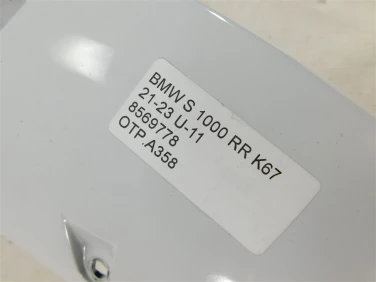 BMW S 1000 RR K67
21-23 U-11
8569778
OTP.A358